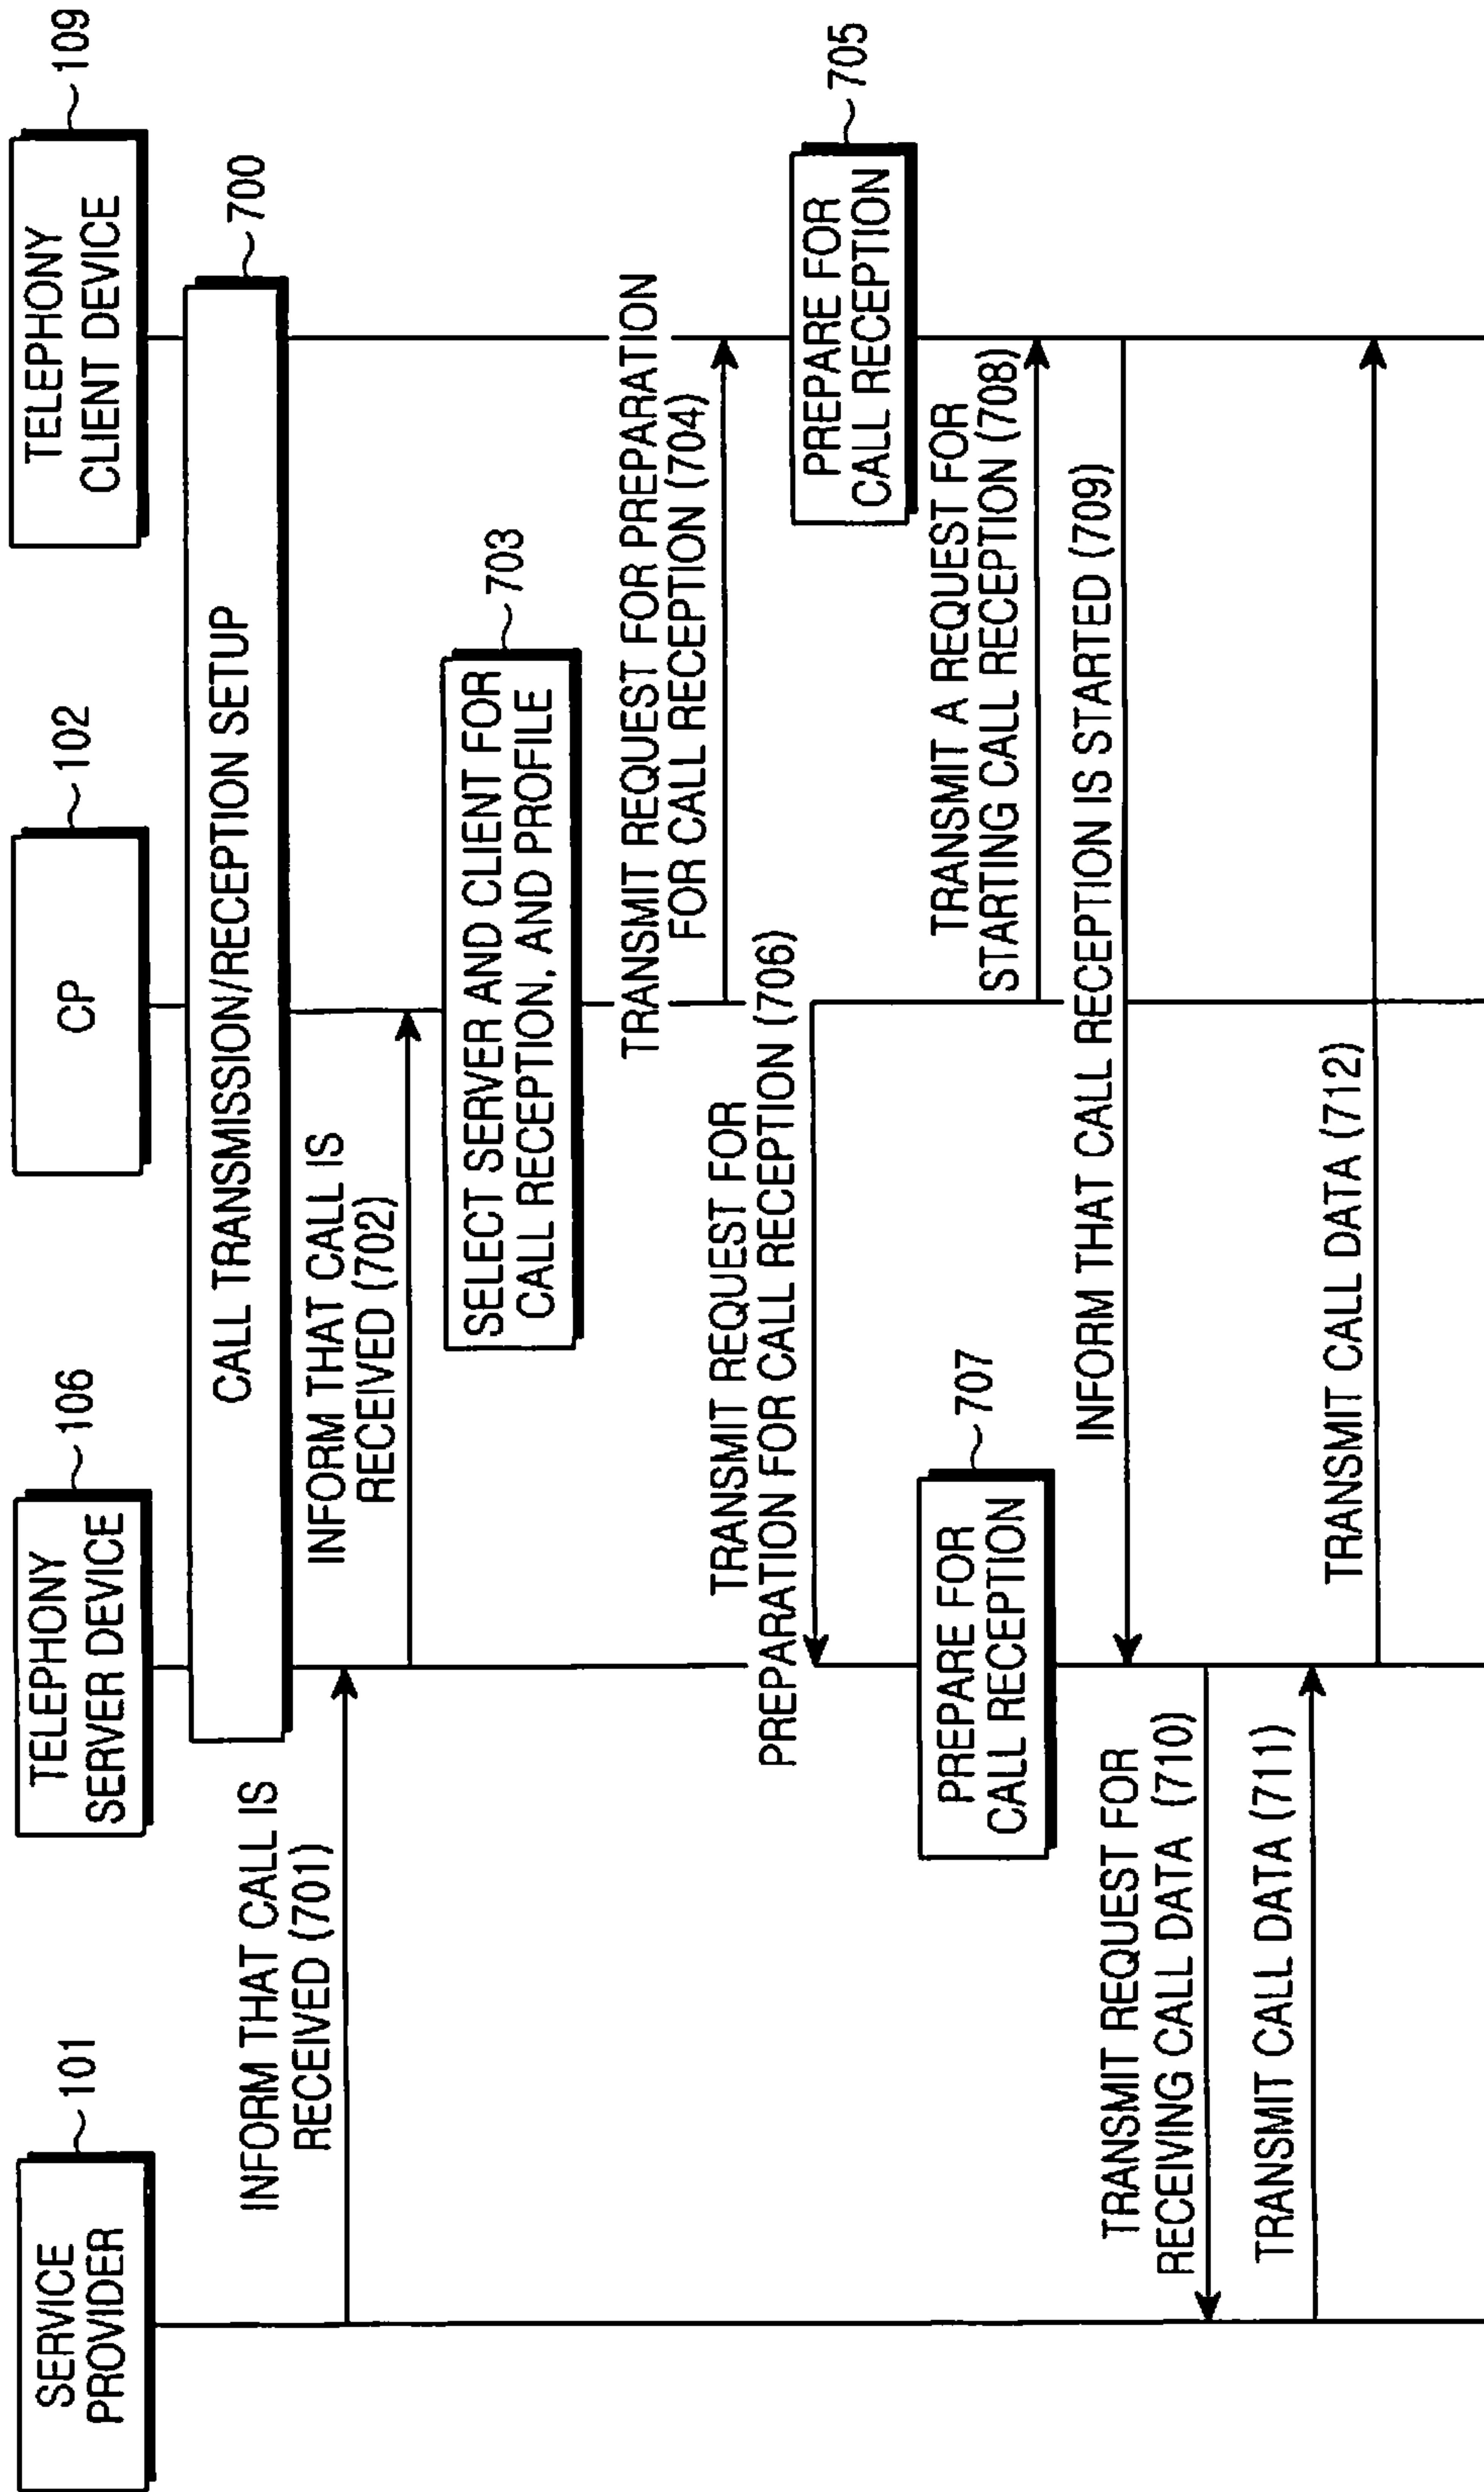 SERVICE
PROVIDER
101
TELEPHONY
SERVER DEVICE
106
CP
102
TELEPHONY
CLIENT DEVICE
109
CALL TRANSMISSION/RECEPTION SETUP
700
INFORM THAT CALL IS
RECEIVED (701)
INFORM THAT CALL IS
RECEIVED (702)
SELECT SERVER AND CLIENT FOR
CALL RECEPTION, AND PROFILE
703
TRANSMIT REQUEST FOR PREPARATION
FOR CALL RECEPTION (704)
PREPARE FOR
CALL RECEPTION
705
TRANSMIT REQUEST FOR
PREPARATION FOR CALL RECEPTION (706)
PREPARE FOR
CALL RECEPTION
707
TRANSMIT A REQUEST FOR
STARTING CALL RECEPTION (708)
INFORM THAT CALL RECEPTION IS STARTED (709)
TRANSMIT REQUEST FOR
RECEIVING CALL DATA (710)
TRANSMIT CALL DATA (711)
TRANSMIT CALL DATA (712)